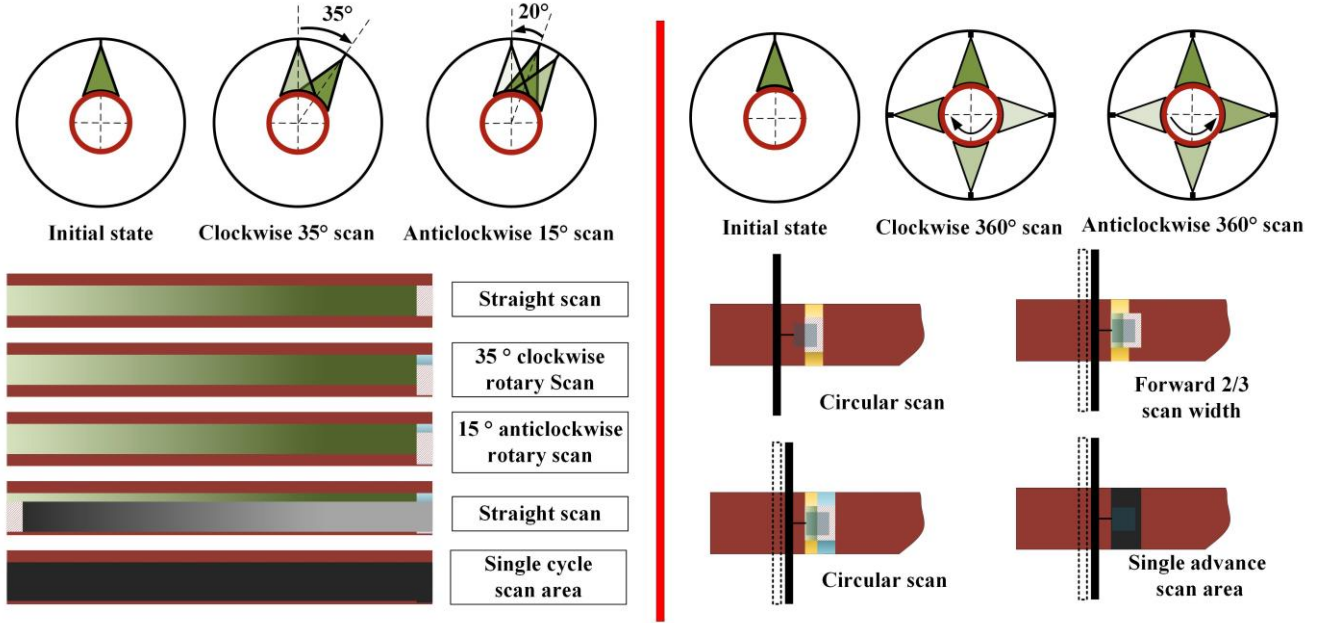 35°
20°
Initial state
Clockwise 35° scan
Anticlockwise 15° scan
Straight scan
35 ° clockwise
rotary Scan
15 ° anticlockwise
rotary scan
Straight scan
Single cycle
scan area
Initial state
Clockwise 360° scan
Anticlockwise 360° scan
Circular scan
Forward 2/3
scan width
Circular scan
Single advance
scan area